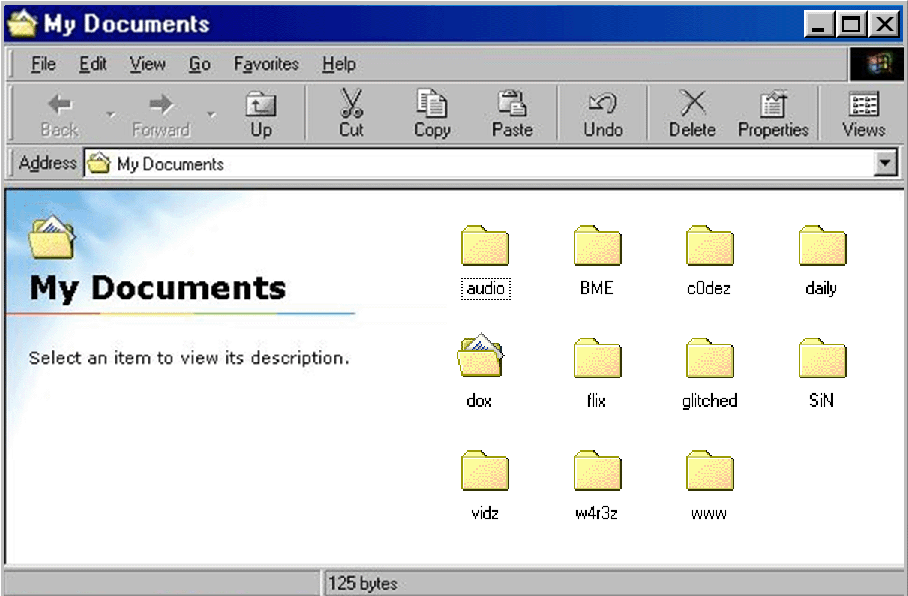 My Documents
File Edit View Go Favorites Help
Back Forward Up Cut Copy Paste Undo Delete Properties Views
Address My Documents
My Documents
Select an item to view its description.
audio BME c0dez daily
dox flix glitched SiN
vidz w4r3z www
125 bytes